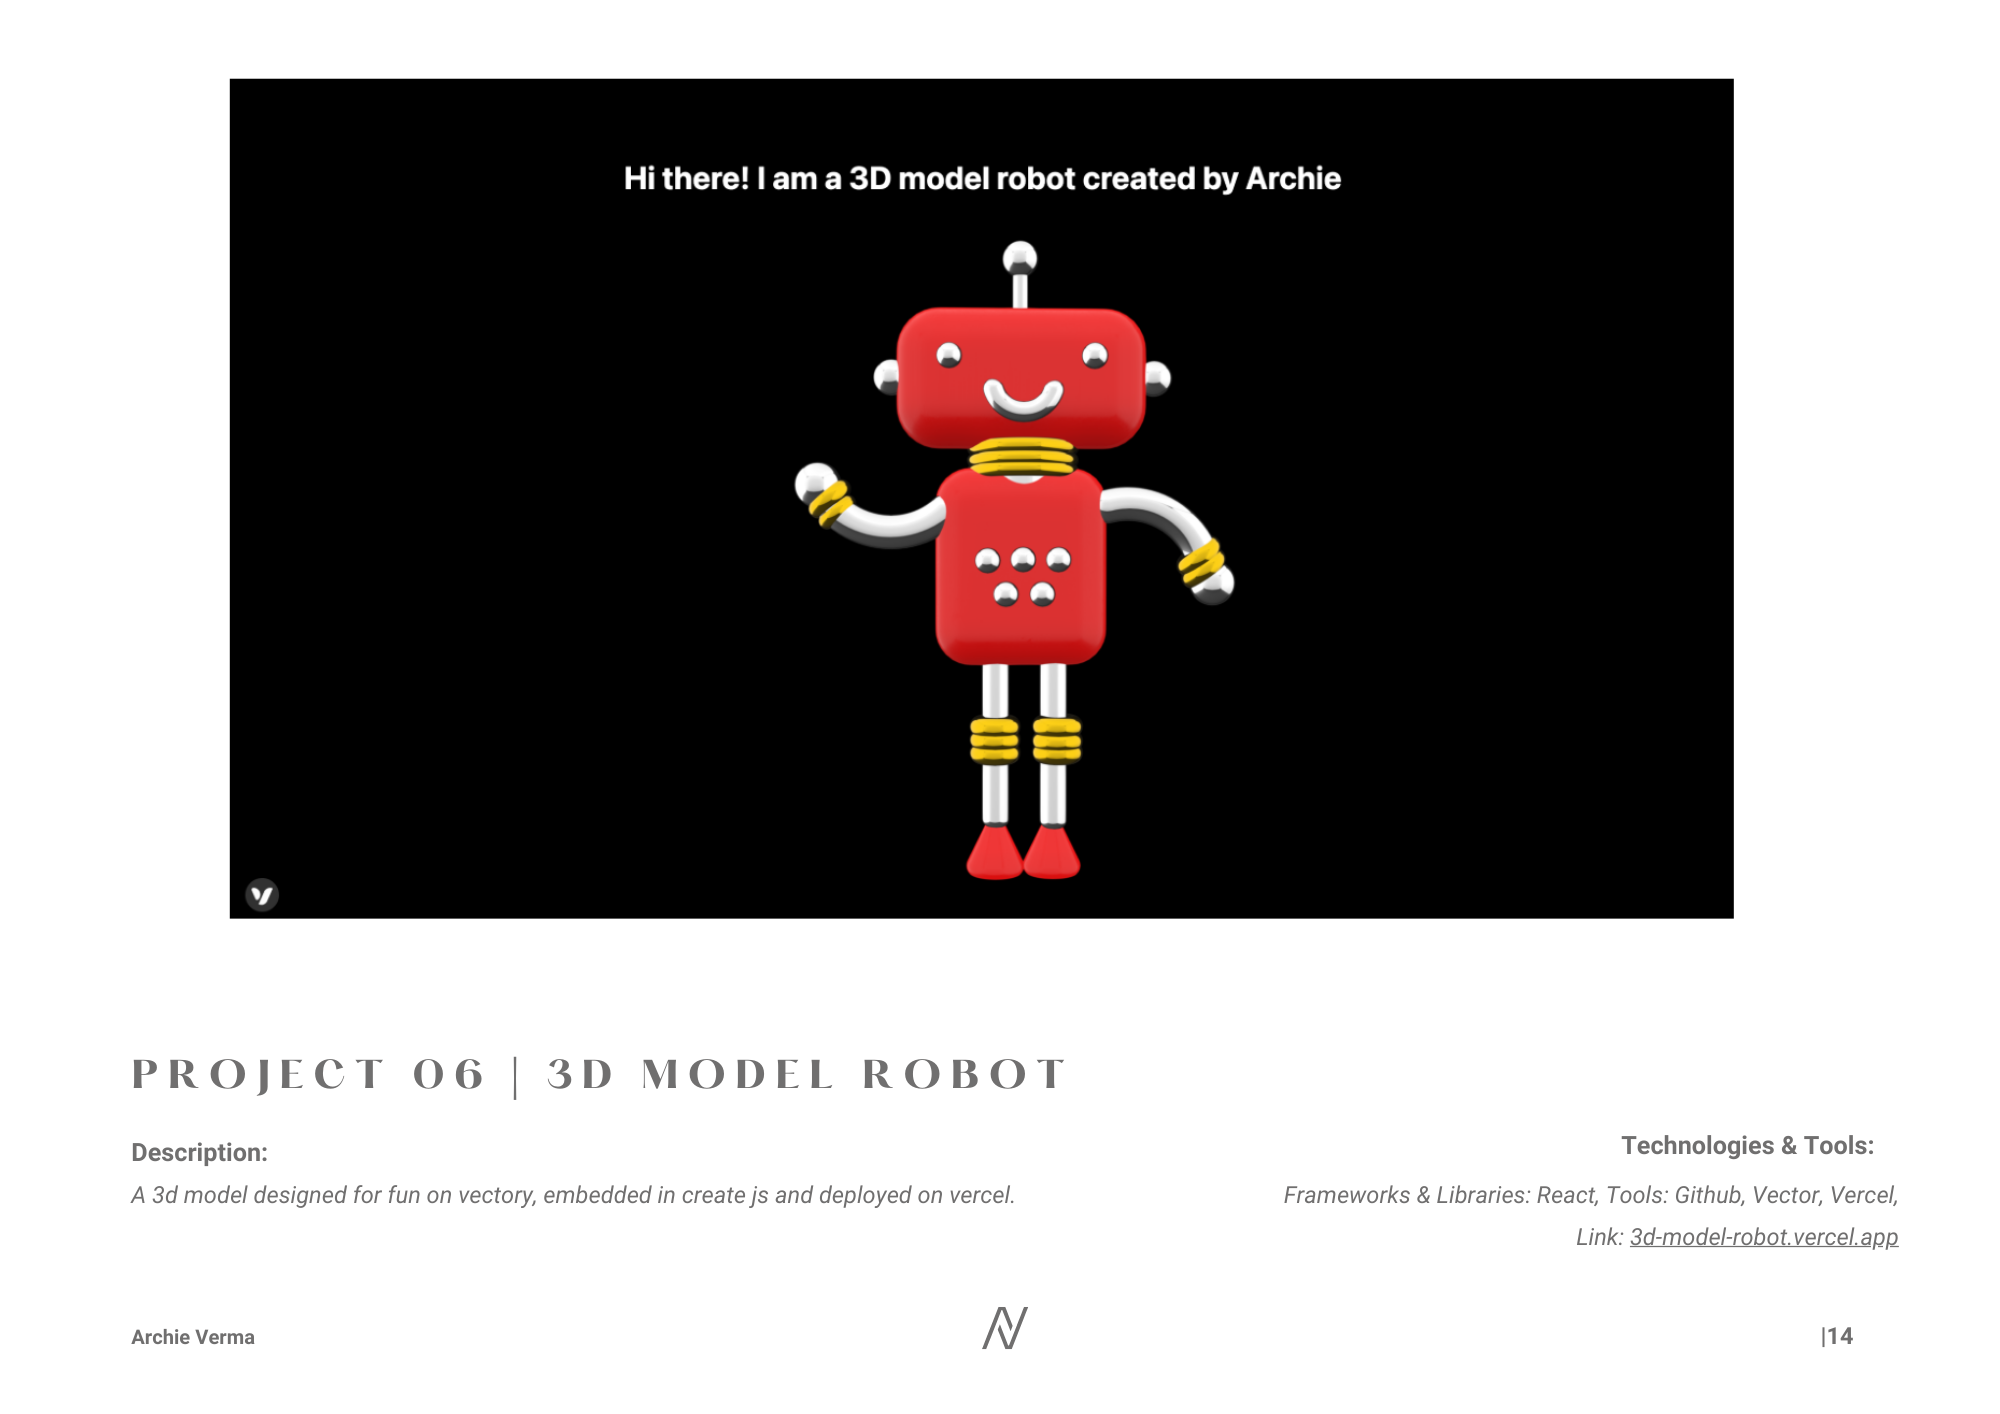 Hi there! I am a 3D model robot created by Archie
PROJECT 06 | 3D MODEL ROBOT
Description:
A 3d model designed for fun on vectory, embedded in create js and deployed on vercel.
Technologies & Tools:
Frameworks & Libraries: React, Tools: Github, Vector, Vercel,
Link: 3d-model-robot.vercel.app
Archie Verma
|14